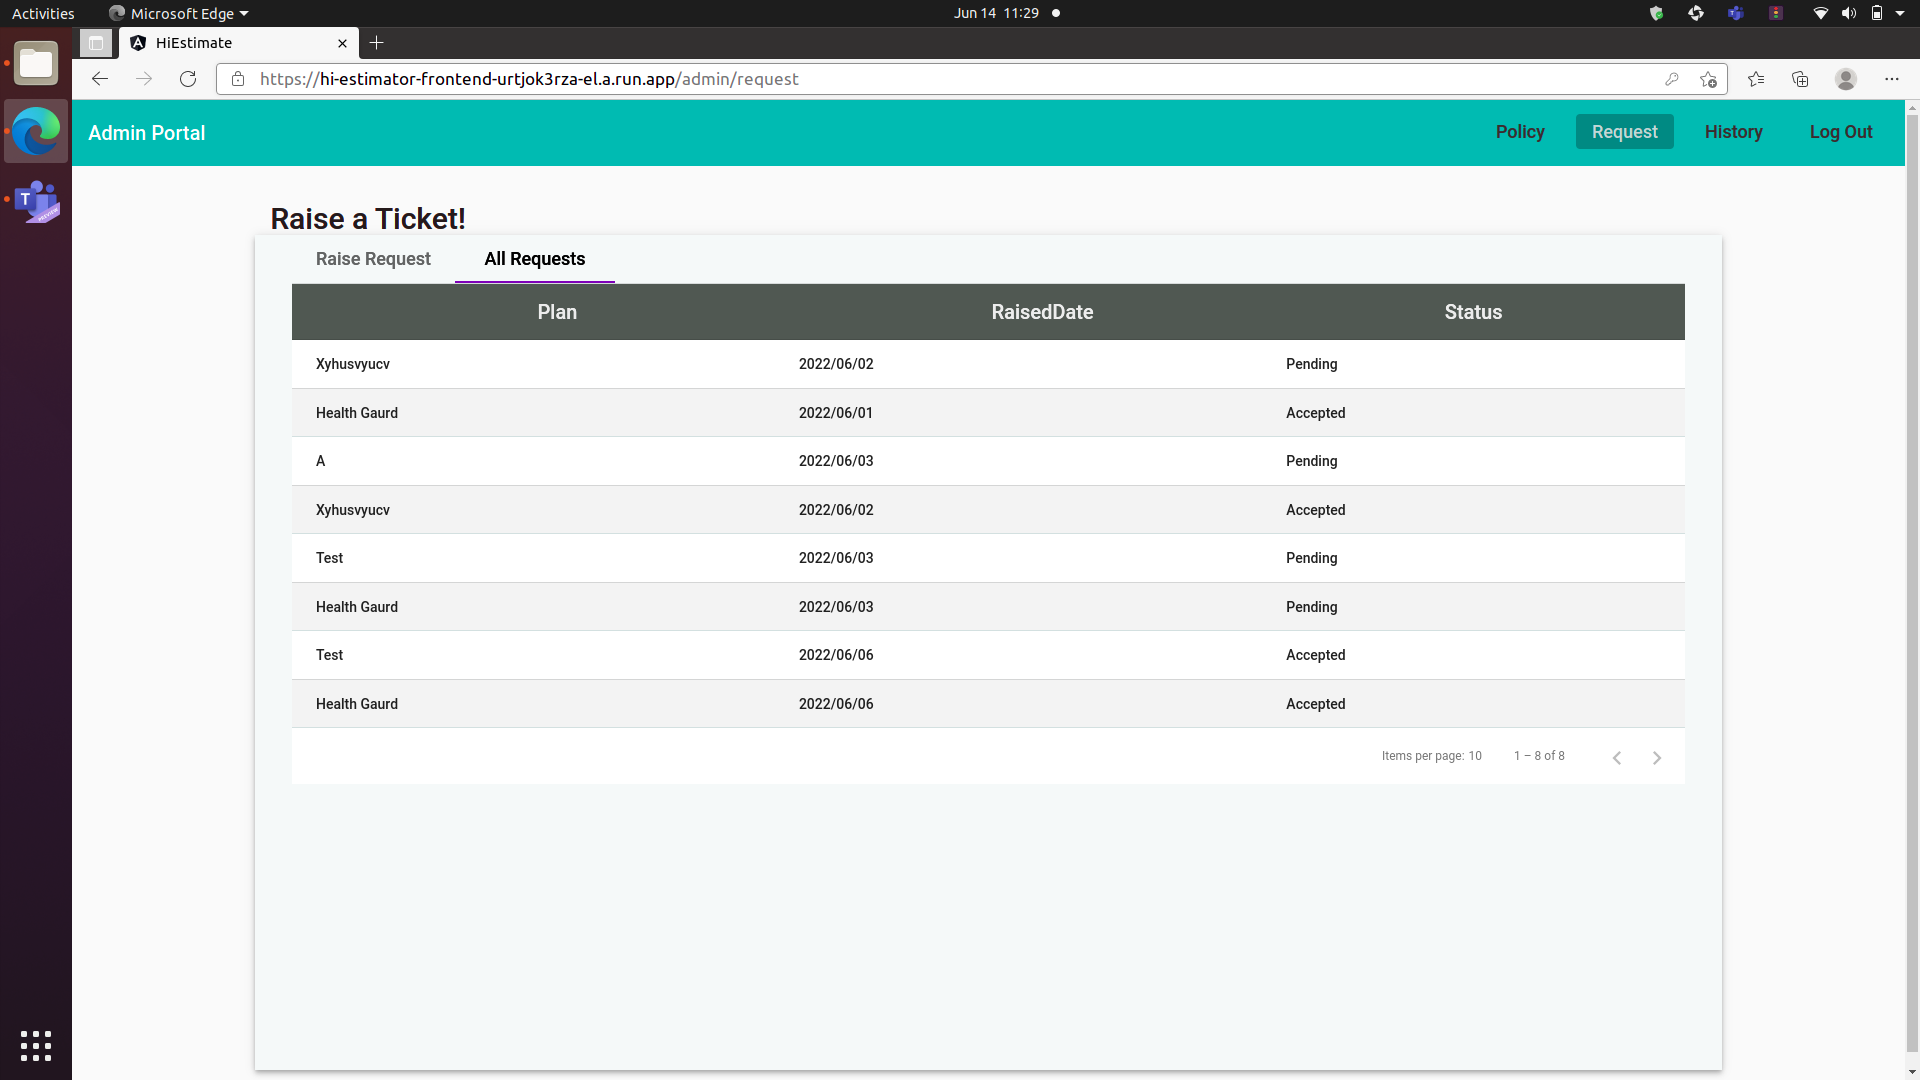 Activities Microsoft Edge Jun 14 11:29
HiEstimate
https://hi-estimator-frontend-urtjok3rza-el.a.run.app/admin/request
Admin Portal Policy Request History Log Out
Raise a Ticket!
Raise Request All Requests
Plan RaisedDate Status
Xyhusvyucv 2022/06/02 Pending
Health Gaurd 2022/06/01 Accepted
A 2022/06/03 Pending
Xyhusvyucv 2022/06/02 Accepted
Test 2022/06/03 Pending
Health Gaurd 2022/06/03 Pending
Test 2022/06/06 Accepted
Health Gaurd 2022/06/06 Accepted
Items per page: 10 1 – 8 of 8